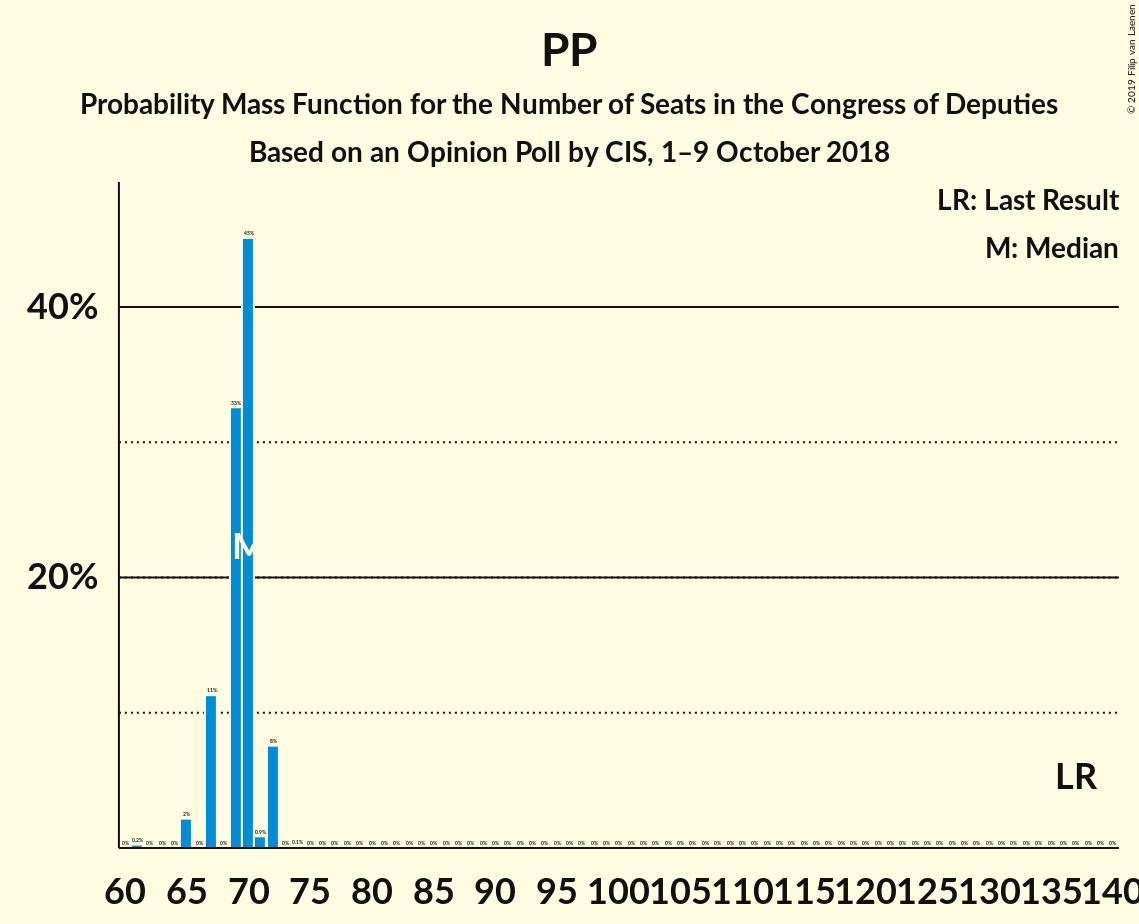 PP
Probability Mass Function for the Number of Seats in the Congress of Deputies
Based on an Opinion Poll by CIS, 1–9 October 2018
© 2019 Filip van Laenen
LR: Last Result
M: Median
45%
40%
33%
M
20%
11%
8%
LR
2%
0.9%
0% 0.2% 0% 0% 0% 0% 0% 0% 0.1% 0% 0% 0% 0% 0% 0% 0% 0% 0% 0% 0% 0% 0% 0% 0% 0% 0% 0% 0% 0% 0% 0% 0% 0% 0% 0% 0% 0% 0% 0% 0% 0% 0% 0% 0% 0% 0% 0% 0% 0% 0% 0% 0% 0% 0% 0% 0% 0% 0% 0% 0% 0% 0% 0% 0% 0% 0% 0% 0% 0% 0% 0% 0% 0% 0% 0%
60 65 70 75 80 85 90 95 100 105 110 115 120 125 130 135 140